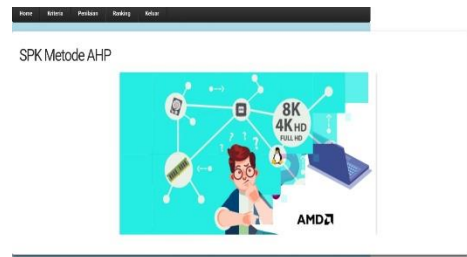 Home Kriteria Penilaian Ranking Keluar
SPK Metode AHP
8K
4K HD
FULL HD
? ? ? ?
AMD